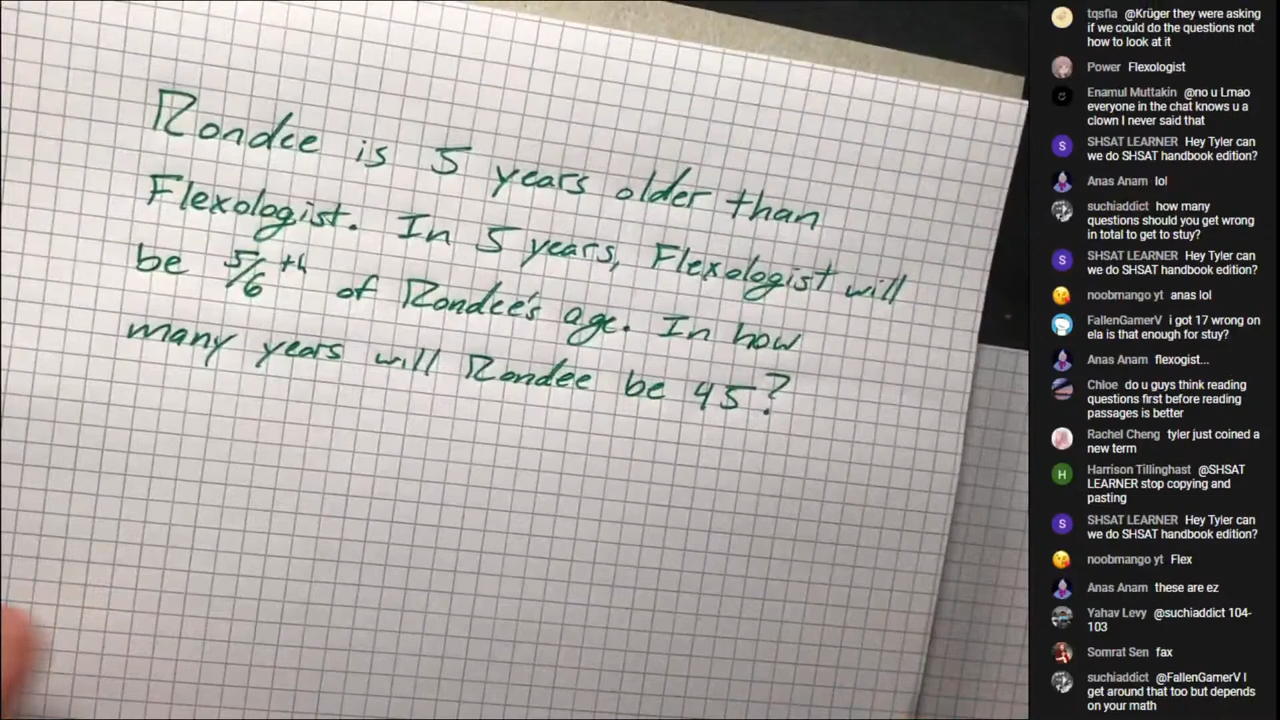 Rondee is 5 years older than
Flexologist. In 5 years, Flexologist will
be 5/6th of Rondee's age. In how
many years will Rondee be 45?
tqsfia @Krüger they were asking
if we could do the questions not
how to look at it
Power Flexologist
Enamul Muttakin @no u Lmao
everyone in the chat knows u a
clown I never said that
S
SHSAT LEARNER Hey Tyler can
we do SHSAT handbook edition?
Anas Anam lol
suchiaddict how many
questions should you get wrong
in total to get to stuy?
S
SHSAT LEARNER Hey Tyler can
we do SHSAT handbook edition?
noobmango yt anas lol
FallenGamerV i got 17 wrong on
ela is that enough for stuy?
Anas Anam flexogist...
Chloe do u guys think reading
questions first before reading
passages is better
Rachel Cheng tyler just coined a
new term
H
Harrison Tillinghast @SHSAT
LEARNER stop copying and
pasting
S
SHSAT LEARNER Hey Tyler can
we do SHSAT handbook edition?
noobmango yt Flex
Anas Anam these are ez
Yahav Levy @suchiaddict 104-
103
Somrat Sen fax
suchiaddict @FallenGamerV I
get around that too but depends
on your math